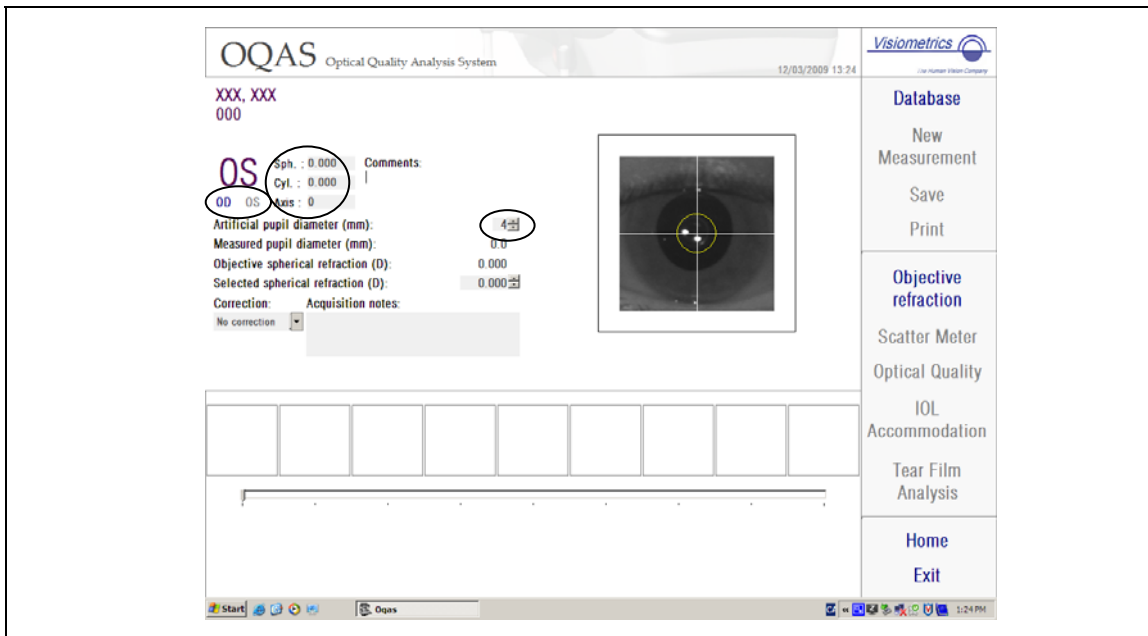 OQAS Optical Quality Analysis System
12/03/2009 13:24
Visiometrics
XXX, XXX
000
OS
Sph. : 0.000
Comments:
Cyl. : 0.000
OD OS
Axis : 0
Artificial pupil diameter (mm): 4
Measured pupil diameter (mm): 0.0
Objective spherical refraction (D): 0.000
Selected spherical refraction (D): 0.000
Correction: Acquisition notes:
No correction
Database
New
Measurement
Save
Print
Objective
refraction
Scatter Meter
Optical Quality
IOL
Accommodation
Tear Film
Analysis
Home
Exit
Start
Oqas
1:24 PM